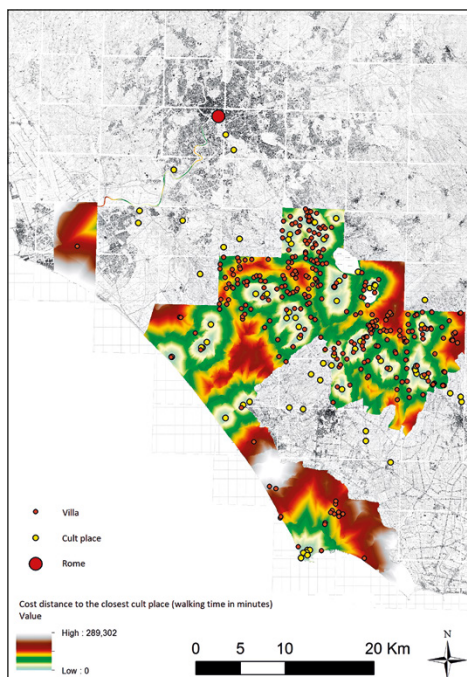 Villa
Cult place
Rome
Cost distance to the closest cult place (walking time in minutes)
Value
High : 289,302
Low : 0
0 5 10 20 Km
N